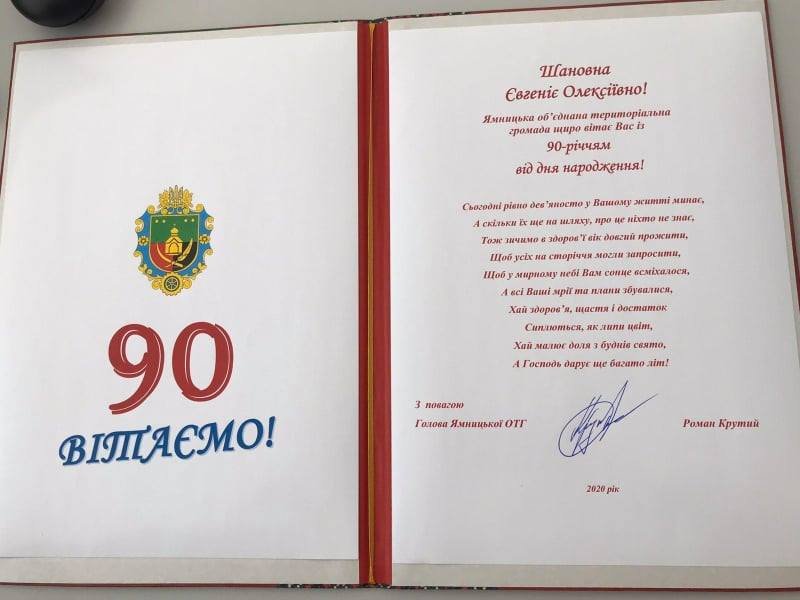 90
ВІТАЄМО!
Шановна
Євгеніє Олексіївно!
Ямницька об’єднана територіальна
громада щиро вітає Вас із
90-річчям
від дня народження!
Сьогодні рівно дев’яносто у Вашому житті минає,
А скільки їх ще на шляху, про це ніхто не знає,
Тож зичимо в здоров’ї вік довгий прожити,
Щоб усіх на сторіччя могли запросити,
Щоб у мирному небі Вам сонце всміхалося,
А всі Ваші мрії та плани збувалися,
Хай здоров’я, щастя і достаток
Сиплються, як липи цвіт,
Хай малює доля з буднів свято,
А Господь дарує ще багато літ!
З повагою
Голова Ямницької ОТГ Роман Крутий
2020 рік